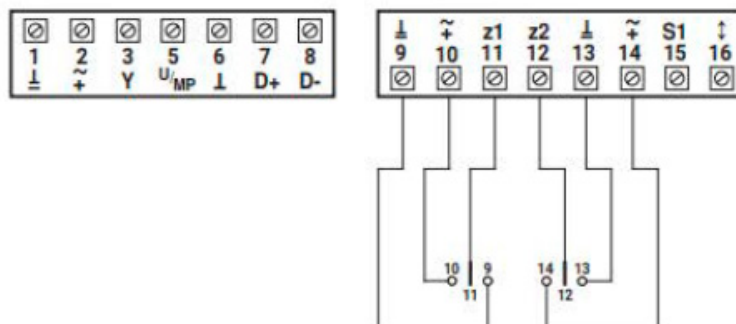 1 2 3 5 6 7 8
⏚ ~+ Y U/MP ⊥ D+ D-
⏚ ~+ z1 z2 ⏚ ~+ S1 ↕
9 10 11 12 13 14 15 16
10 9 14 13
11 12